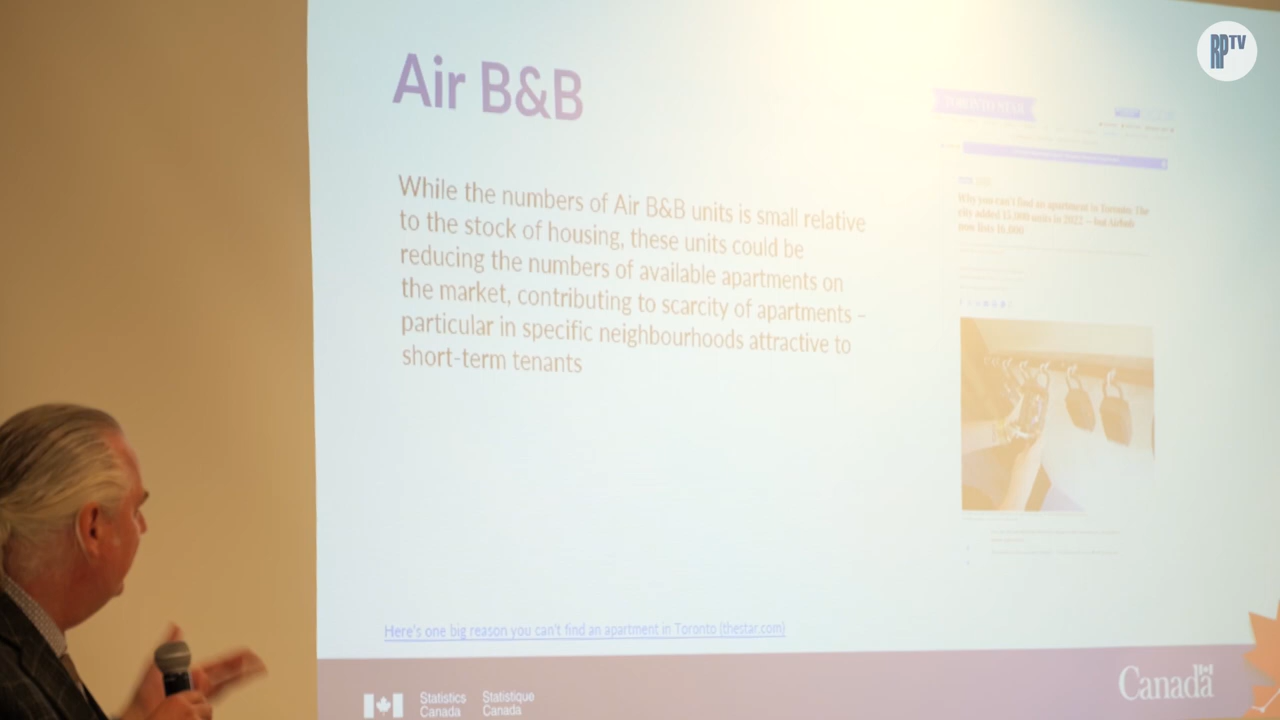 RPTV
Air B&B
While the numbers of Air B&B units is small relative
to the stock of housing, these units could be
reducing the numbers of available apartments on
the market, contributing to scarcity of apartments –
particular in specific neighbourhoods attractive to
short-term tenants
TORONTO STAR
Why you can't find an apartment in Toronto: The
city added 15,000 units in 2022 — but Airbnb
now lists 16,000
Here's one big reason you can't find an apartment in Toronto (thestar.com)
Statistics Statistique
Canada Canada
Canada